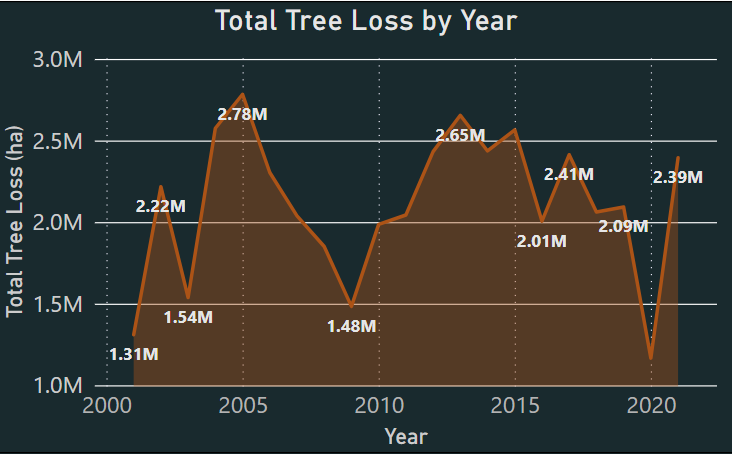 Total Tree Loss by Year
Total Tree Loss (ha)
3.0M
2.5M
2.0M
1.5M
1.0M
2.78M
2.65M
2.41M
2.39M
2.22M
2.09M
2.01M
1.54M
1.48M
1.31M
2000 2005 2010 2015 2020
Year